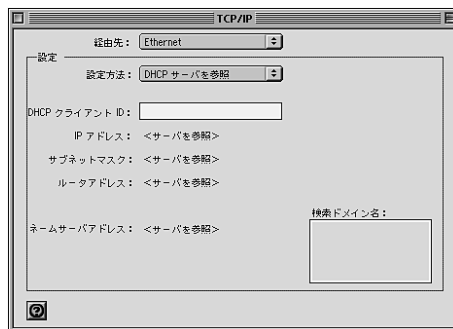 TCP/IP
経由先： Ethernet
設定
設定方法： DHCP サーバを参照
DHCP クライアント ID：
IP アドレス： <サーバを参照>
サブネットマスク： <サーバを参照>
ルータアドレス： <サーバを参照>
検索ドメイン名：
ネームサーバアドレス： <サーバを参照>
?